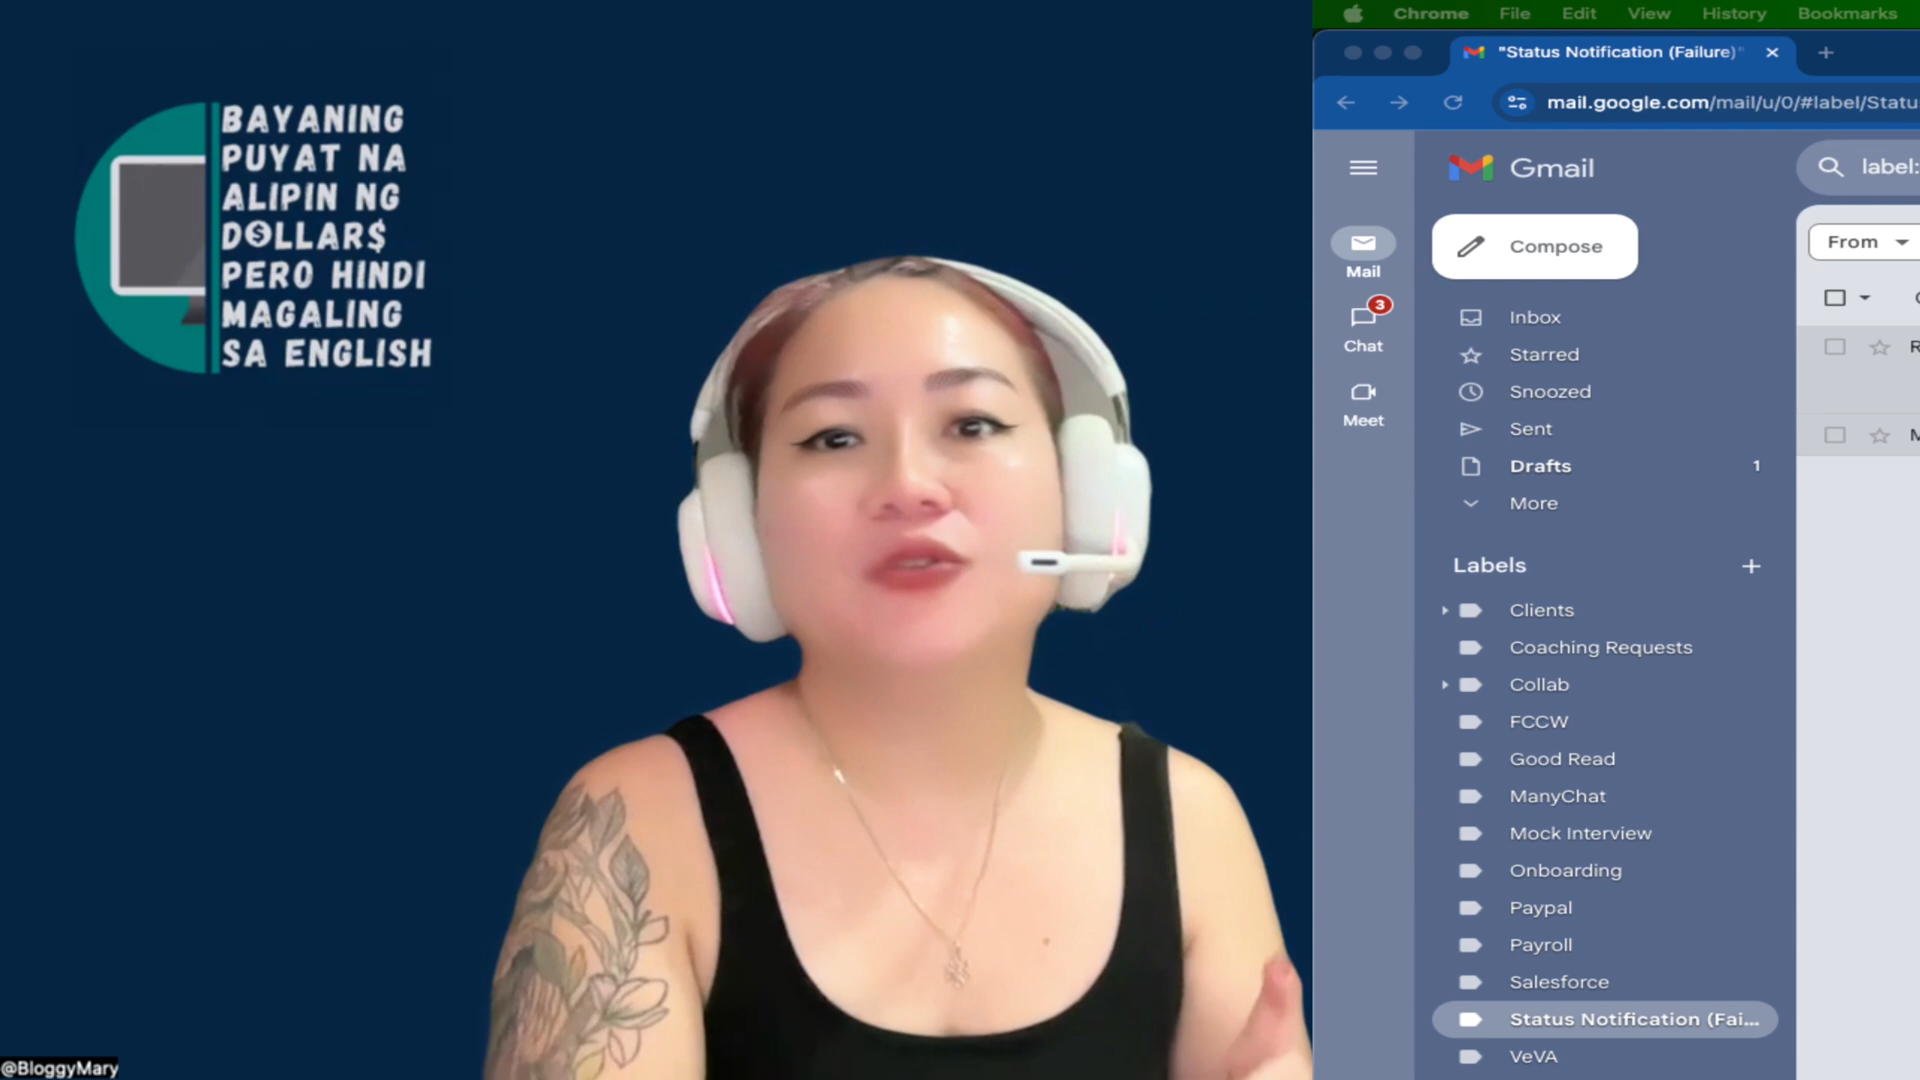 BAYANING
PUYAT NA
ALIPIN NG
D$LLAR$
PERO HINDI
MAGALING
SA ENGLISH
@BloggyMary
Chrome File Edit View History Bookmarks
"Status Notification (Failure)"
mail.google.com/mail/u/0/#label/Statu
Gmail
label:
Compose
From
Mail
3
Chat
Meet
Inbox
Starred
Snoozed
Sent
Drafts 1
More
Labels
Clients
Coaching Requests
Collab
FCCW
Good Read
ManyChat
Mock Interview
Onboarding
Paypal
Payroll
Salesforce
Status Notification (Fai...
VeVA